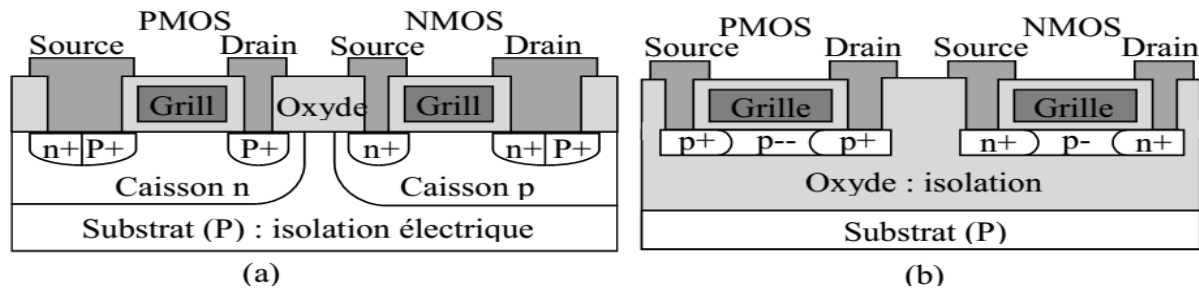 PMOS NMOS
Source Drain Source Drain
Grill Oxyde Grill
n+ P+ P+ n+ n+ P+
Caisson n Caisson p
Substrat (P) : isolation électrique
(a)
PMOS NMOS
Source Drain Source Drain
Grille Grille
p+ p-- p+ n+ p- n+
Oxyde : isolation
Substrat (P)
(b)